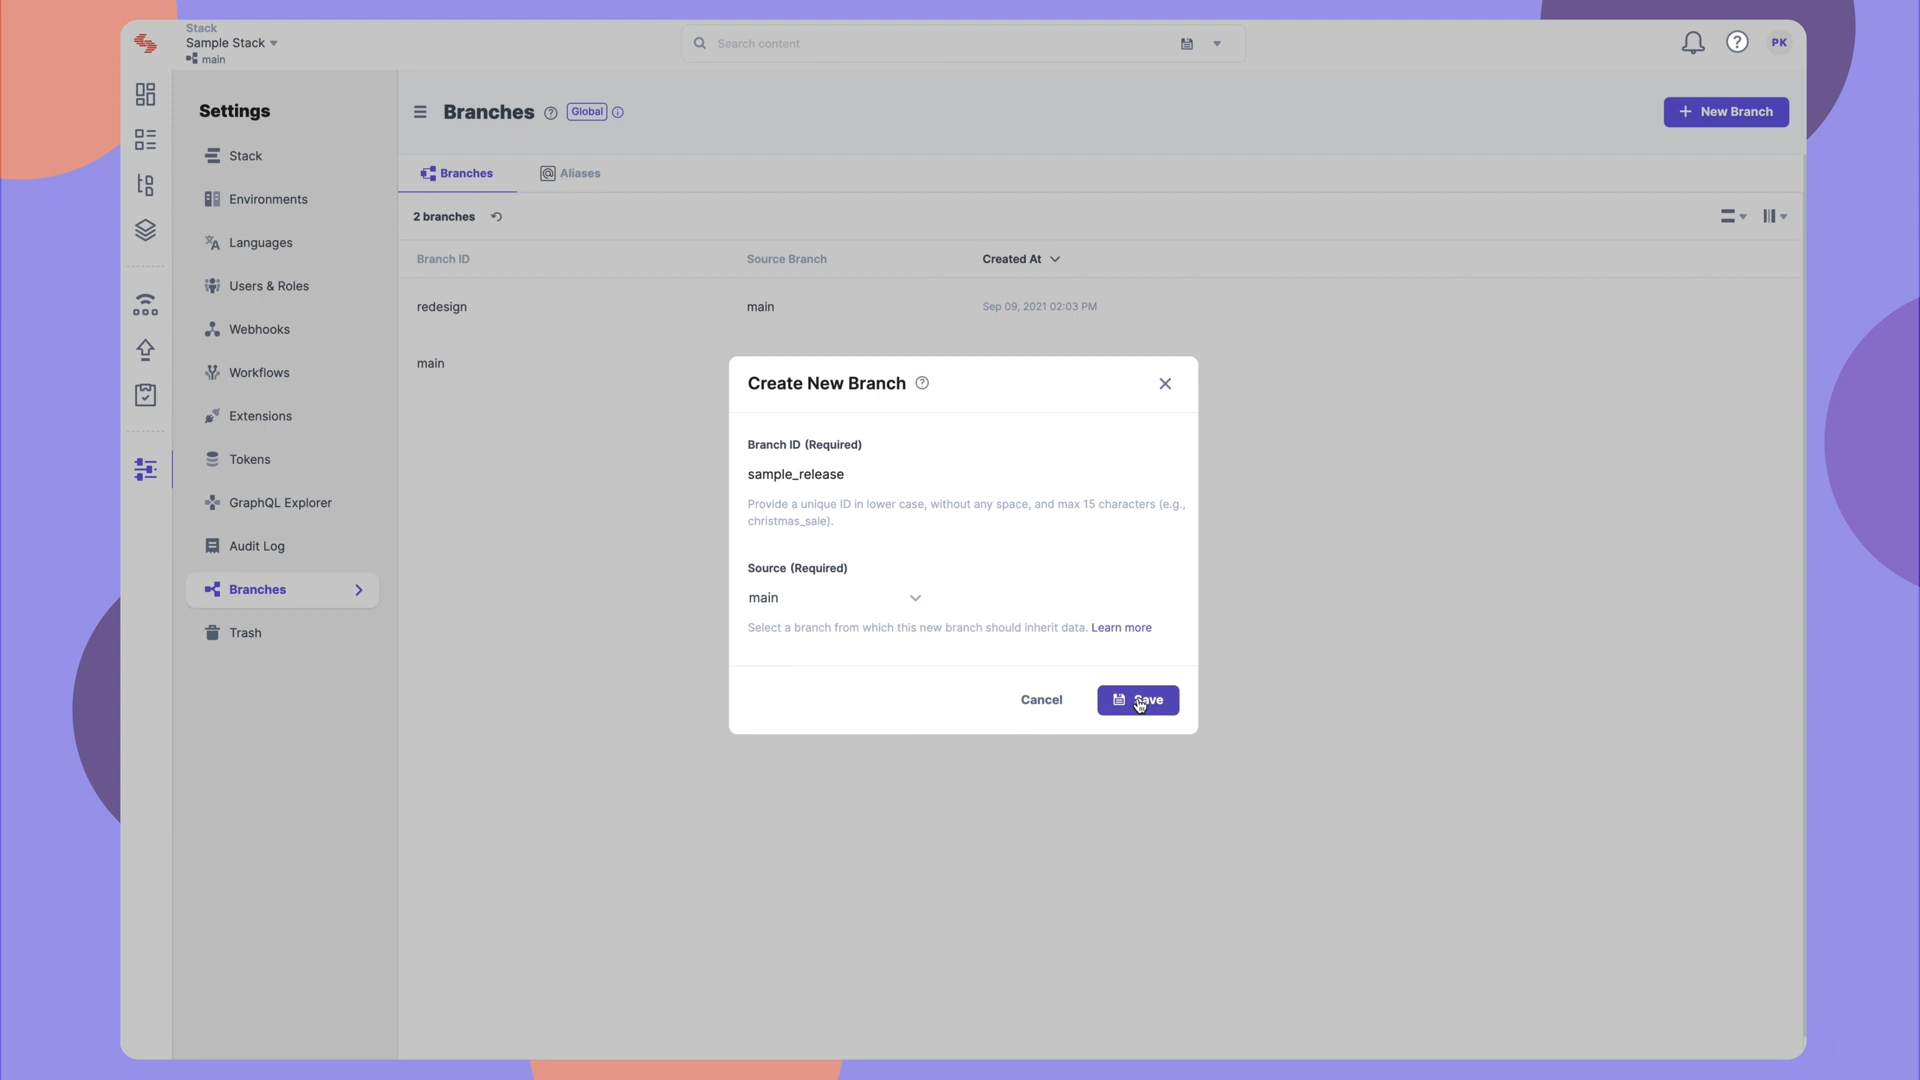 Stack
Sample Stack
main
Search content
PK
Settings
Stack
Environments
Languages
Users & Roles
Webhooks
Workflows
Extensions
Tokens
GraphQL Explorer
Audit Log
Branches
Trash
Branches
Global
+ New Branch
Branches
Aliases
2 branches
Branch ID Source Branch Created At
redesign main Sep 09, 2021 02:03 PM
main
Create New Branch
Branch ID (Required)
sample_release
Provide a unique ID in lower case, without any space, and max 15 characters (e.g.,
christmas_sale).
Source (Required)
main
Select a branch from which this new branch should inherit data. Learn more
Cancel
Save